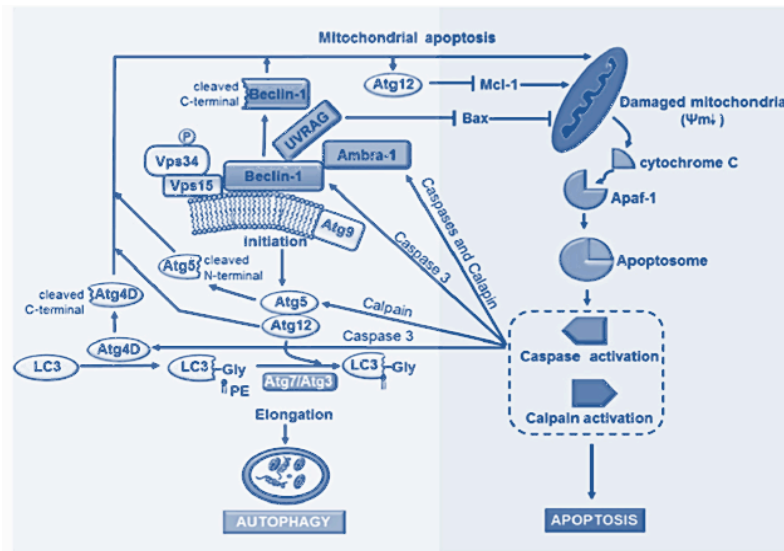 Mitochondrial apoptosis
cleaved
C-terminal
Beclin-1
Atg12
Mcl-1
UVRAG
Bax
Damaged mitochondria
(Ψm↓)
P
Vps34
Ambra-1
cytochrome C
Vps15
Beclin-1
Apaf-1
Atg9
Initiation
Caspases and Calapin
Caspase 3
Atg5
cleaved
N-terminal
Apoptosome
cleaved
C-terminal
Atg4D
Atg5
Calpain
Atg12
Caspase 3
Atg4D
Caspase activation
LC3
LC3
Gly
PE
Atg7/Atg3
LC3
Gly
Calpain activation
Elongation
AUTOPHAGY
APOPTOSIS